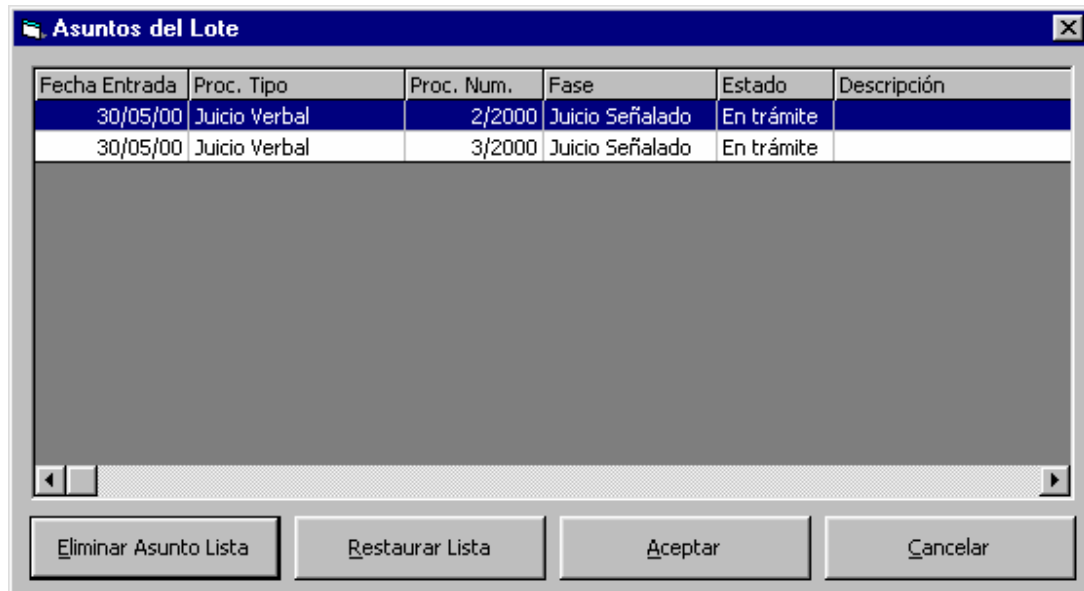 Asuntos del Lote
Fecha Entrada Proc. Tipo Proc. Num. Fase Estado Descripción
30/05/00 Juicio Verbal 2/2000 Juicio Señalado En trámite
30/05/00 Juicio Verbal 3/2000 Juicio Señalado En trámite
Eliminar Asunto Lista Restaurar Lista Aceptar Cancelar